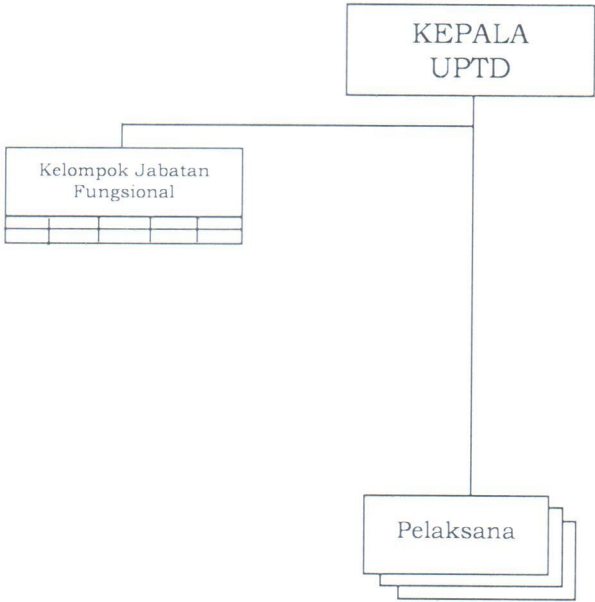 KEPALA
UPTD
Kelompok Jabatan
Fungsional
Pelaksana